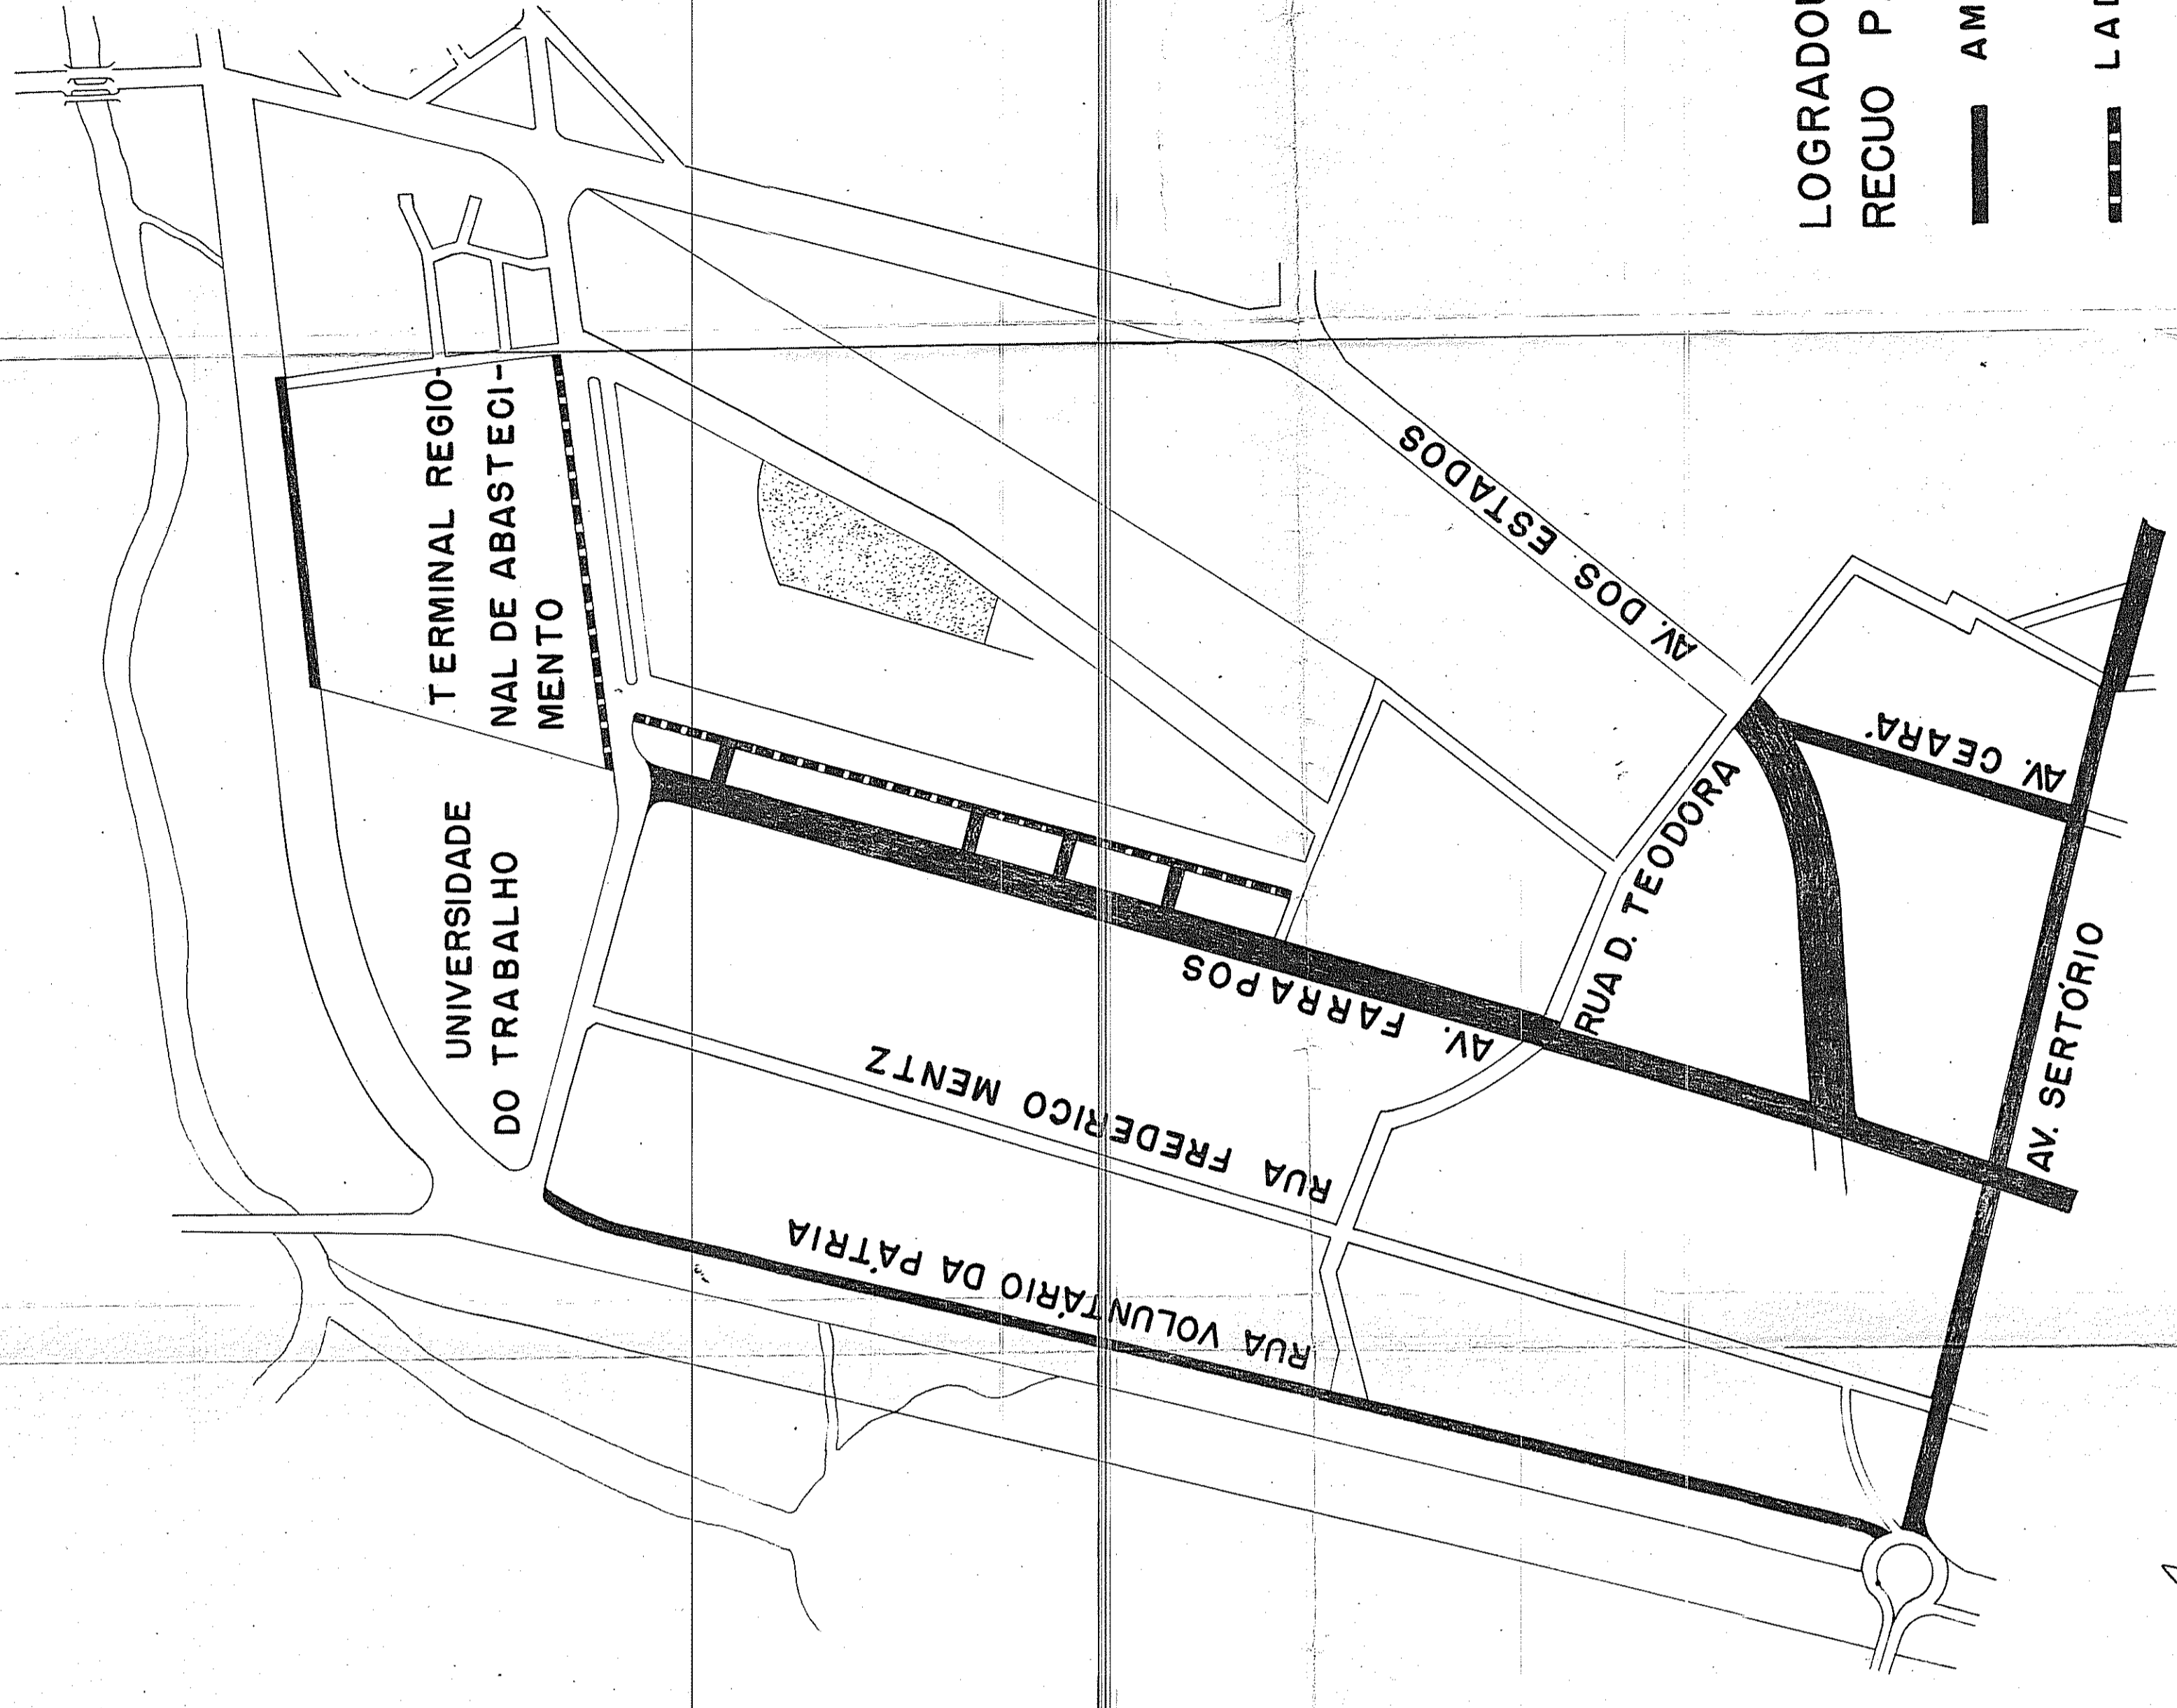 LOGRADOU
RECUO P
AM
LAD
TERMINAL REGIO-
NAL DE ABASTECI-
MENTO
UNIVERSIDADE
DO TRABALHO
AV. DOS. ESTADOS
AV. CEARÁ
RUA D. TEODORA
AV. SERTÓRIO
AV. FARRAPOS
RUA FREDERICO MENTZ
RUA VOLUNTÁRIO DA PÁTRIA